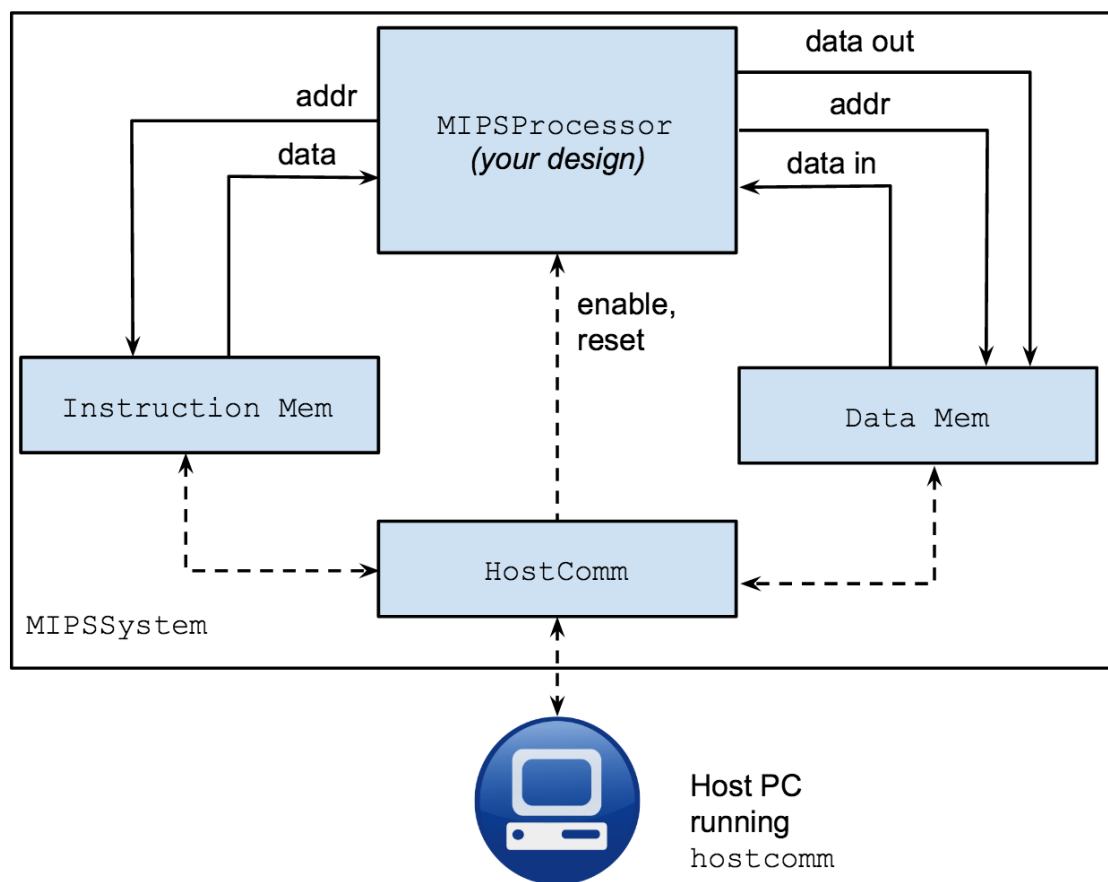 data out
addr
MIPSProcessor
(your design)
addr
data
data in
enable,
reset
Instruction Mem
Data Mem
HostComm
MIPSSystem
Host PC
running
hostcomm